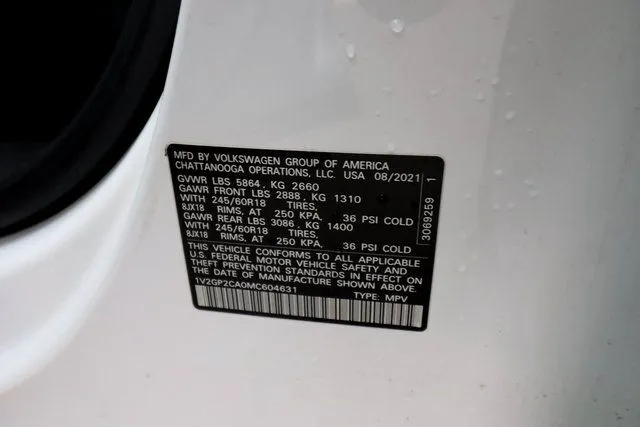 MFD BY VOLKSWAGEN GROUP OF AMERICA
CHATTANOOGA OPERATIONS, LLC. USA 08/2021
GVWR LBS 5864, KG 2660
GAWR FRONT LBS 2888, KG 1310
WITH 245/60R18 TIRES,
8JX18 RIMS, AT 250 KPA, 36 PSI COLD
GAWR REAR LBS 3086, KG 1400
WITH 245/60R18 TIRES,
8JX18 RIMS, AT 250 KPA. 36 PSI COLD
THIS VEHICLE CONFORMS TO ALL APPLICABLE
U.S. FEDERAL MOTOR VEHICLE SAFETY AND
THEFT PREVENTION STANDARDS IN EFFECT ON
THE DATE OF MANUFACTURE SHOWN ABOVE.
1V2GP2CA0MC604631 TYPE: MPV
3069259 1